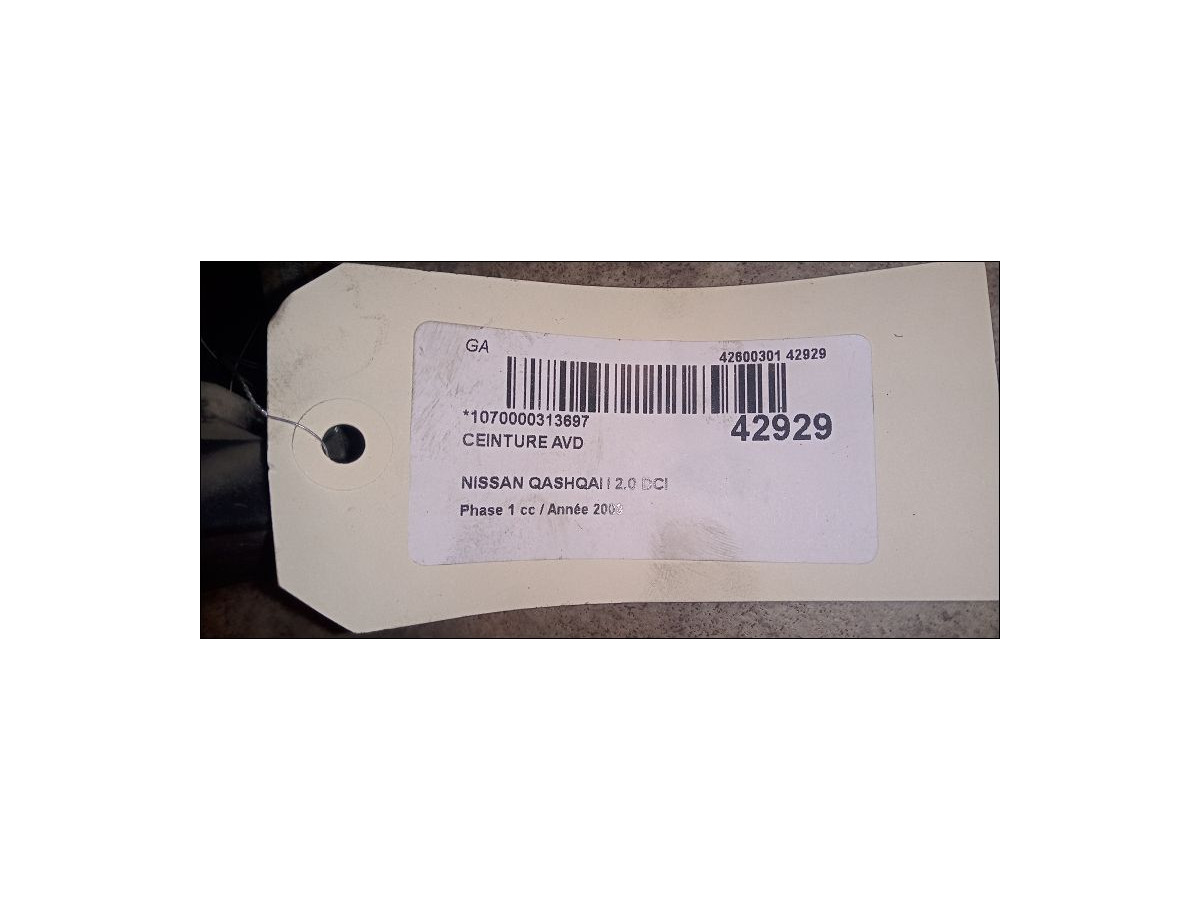 GA
42600301 42929
*1070000313697
42929
CEINTURE AVD
NISSAN QASHQAI I 2.0 DCI
Phase 1 cc / Année